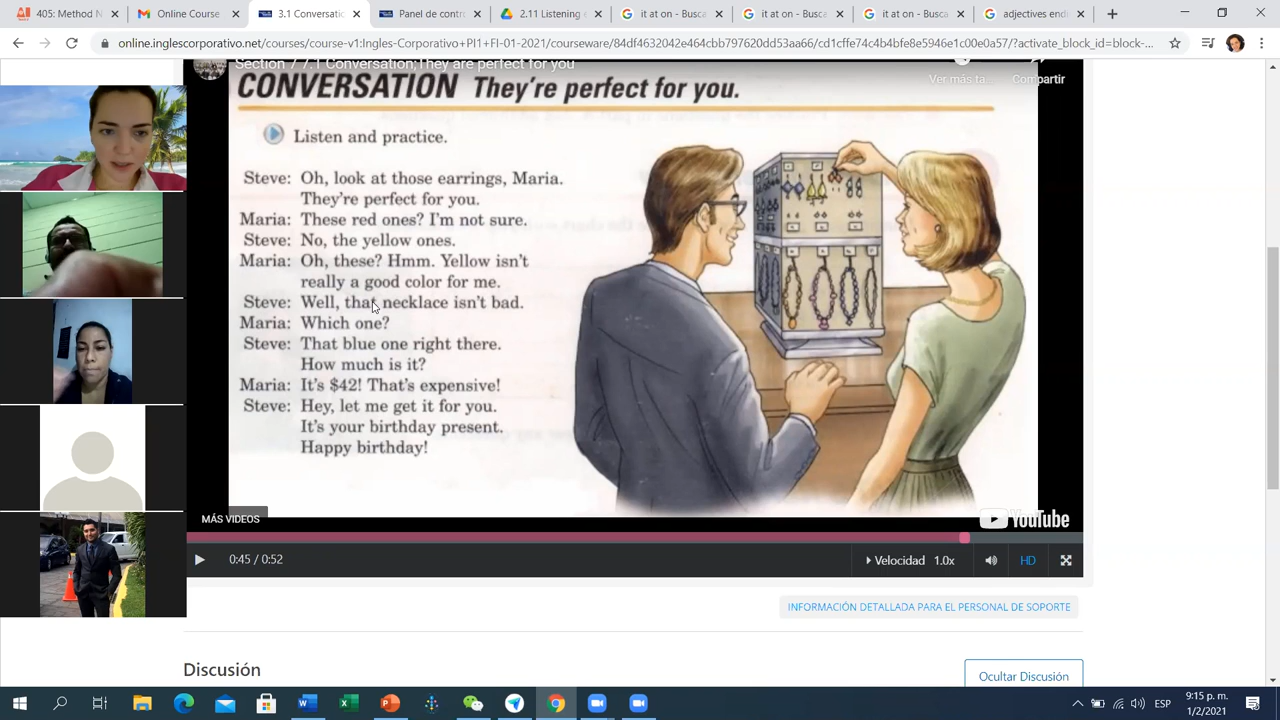 405: Method N
Online Course
3.1 Conversatic
Panel de contr
2.11 Listening c
it at on - Busca
it at on - Busca
it at on - Busca
adjectives endi
online.inglescorporativo.net/courses/course-v1:Ingles-Corporativo+PI1+FI-01-2021/courseware/84df4632042e464cbb797620dd53aa66/cd1cffe74c4b4bfe8e5946e1c00e0a57/?activate_block_id=block-...
Section 7 7.1 Conversation;They are perfect for you
Ver más ta...
Compartir
CONVERSATION They're perfect for you.
Listen and practice.
Steve: Oh, look at those earrings, Maria.
They're perfect for you.
Maria: These red ones? I'm not sure.
Steve: No, the yellow ones.
Maria: Oh, these? Hmm. Yellow isn't
really a good color for me.
Steve: Well, that necklace isn't bad.
Maria: Which one?
Steve: That blue one right there.
How much is it?
Maria: It's $42! That's expensive!
Steve: Hey, let me get it for you.
It's your birthday present.
Happy birthday!
MÁS VIDEOS
YouTube
0:45 / 0:52
Velocidad 1.0x
HD
INFORMACIÓN DETALLADA PARA EL PERSONAL DE SOPORTE
Discusión
Ocultar Discusión
ESP
9:15 p. m.
1/2/2021